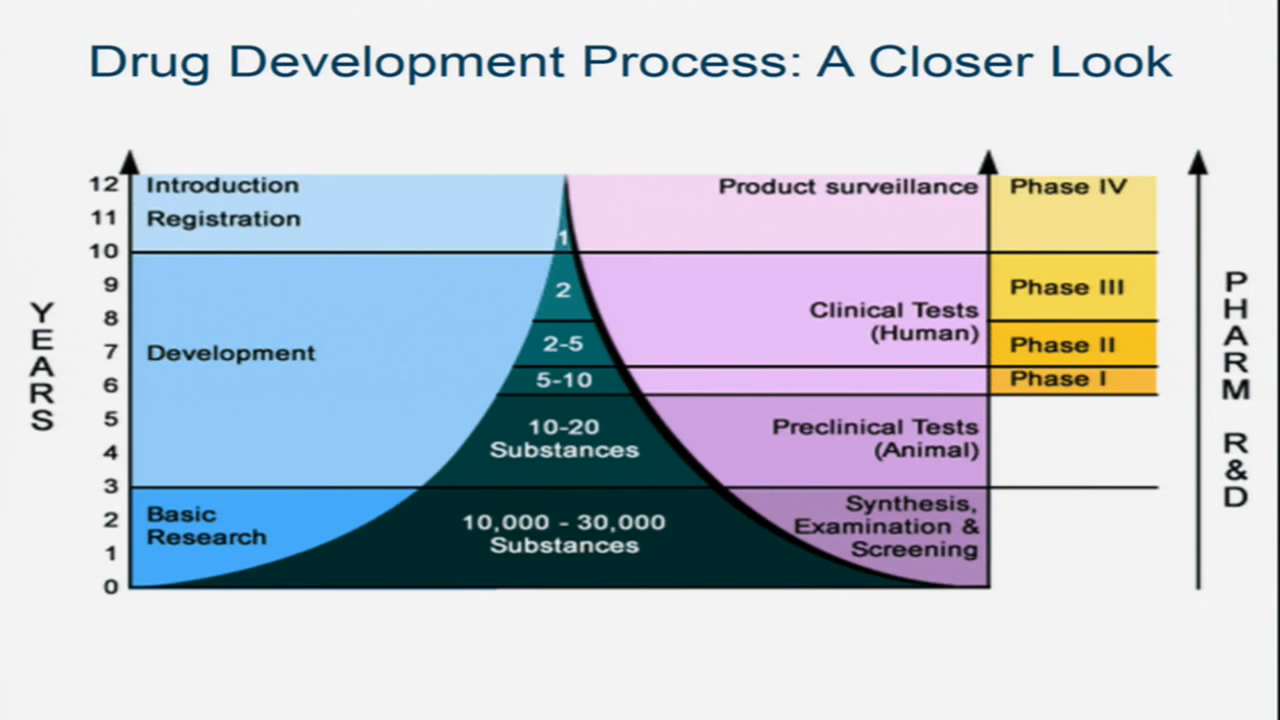 Drug Development Process: A Closer Look
12
11
10
9
8
7
6
5
4
3
2
1
0
YEARS
Introduction
Registration
Development
Basic
Research
1
2
2-5
5-10
10-20
Substances
10,000 - 30,000
Substances
Product surveillance
Clinical Tests
(Human)
Preclinical Tests
(Animal)
Synthesis,
Examination &
Screening
Phase IV
Phase III
Phase II
Phase I
PHARM R&D